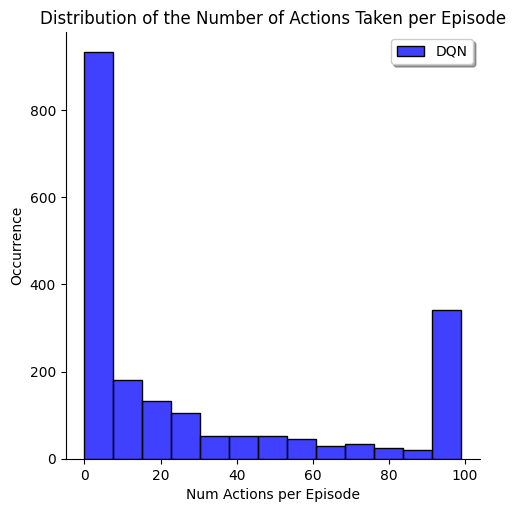 Distribution of the Number of Actions Taken per Episode
DQN
Occurrence
800
600
400
200
0
0 20 40 60 80 100
Num Actions per Episode